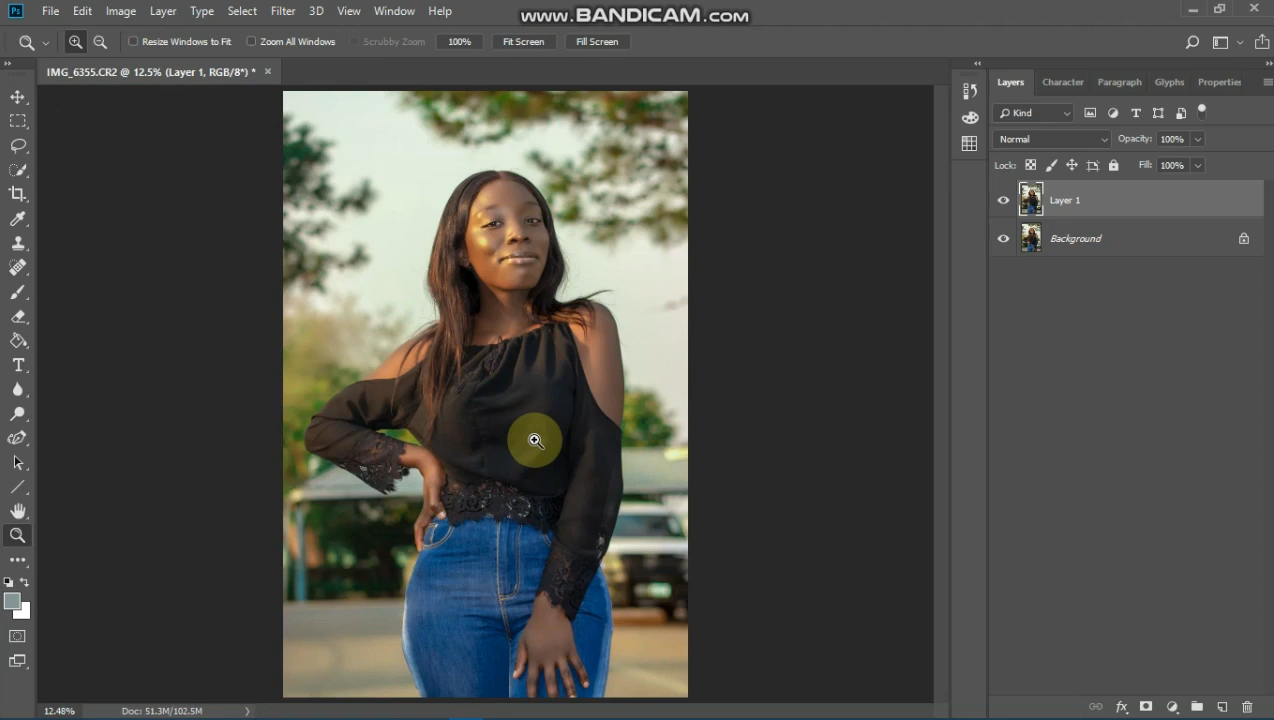 Ps File Edit Image Layer Type Select Filter 3D View Window Help
www.BANDICAM.com
Resize Windows to Fit Zoom All Windows Scrubby Zoom 100% Fit Screen Fill Screen
IMG_6355.CR2 @ 12.5% (Layer 1, RGB/8*) *
Layers Character Paragraph Glyphs Properties
Kind
Normal Opacity: 100%
Lock: Fill: 100%
Layer 1
Background
12.48% Doc: 51.3M/102.5M